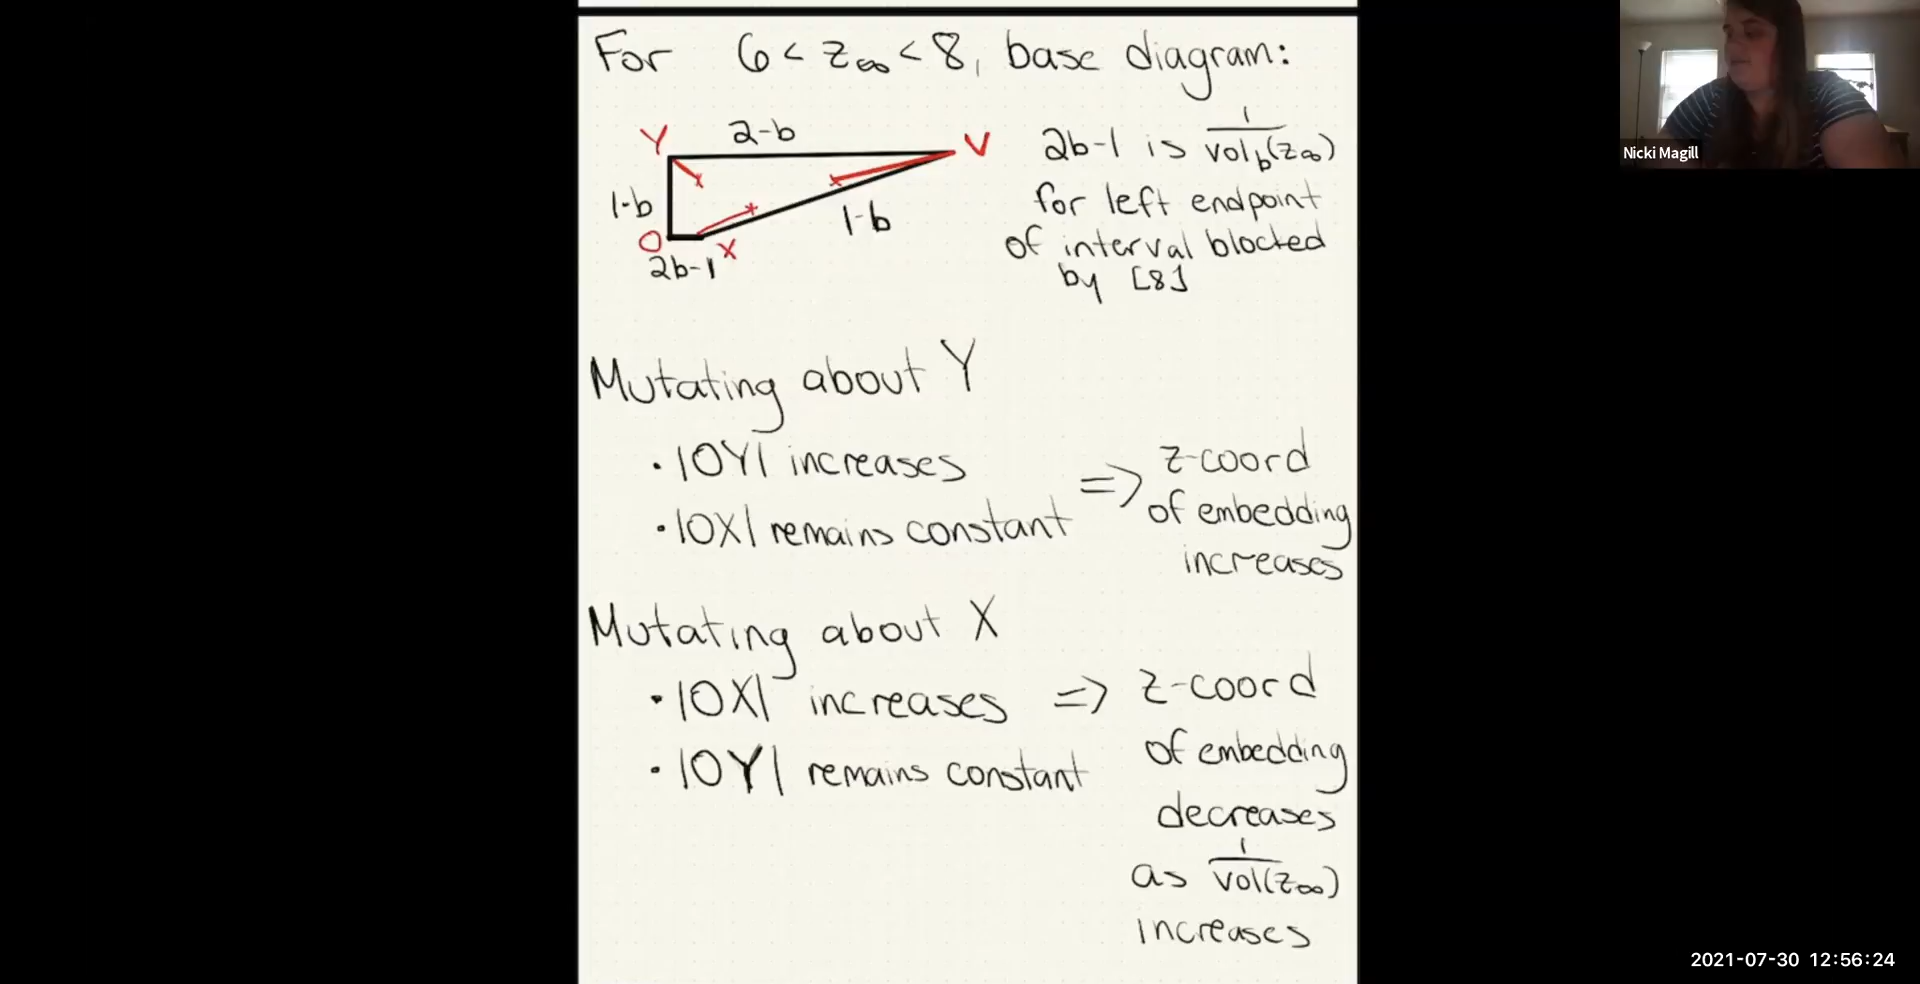 For 6 < z∞ < 8, base diagram:
Y 2-b V
1-b
O X
2b-1
1-b
2b-1 is 1/vol_b(z∞)
for left endpoint
of interval blocked
by [8]
Mutating about Y
• |OY| increases
• |OX| remains constant
⇒ z-coord
of embedding
increases
Mutating about X
• |OX| increases
• |OY| remains constant
⇒ z-coord
of embedding
decreases
as 1/vol(z∞)
increases
Nicki Magill
2021-07-30 12:56:24